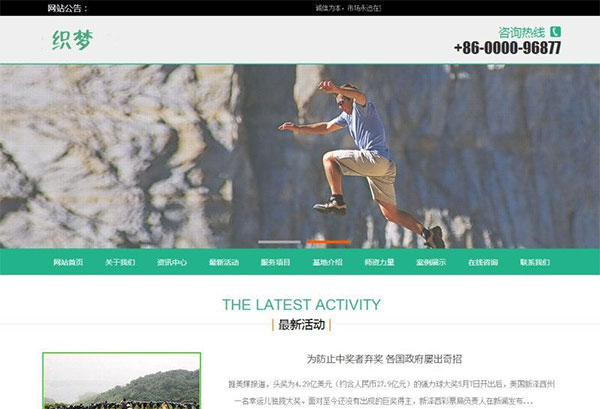 网站公告：
诚信为本，市场永远在
织梦
咨询热线
+86-0000-96877
网站首页 关于我们 资讯中心 最新活动 服务项目 基地介绍 师资力量 案例展示 在线咨询 联系我们
THE LATEST ACTIVITY
最新活动
为防止中奖者弃奖 各国政府屡出奇招
据英媒报道，头奖为4.29亿美元（约合人民币27.9亿元）的强力球大奖5月7日开出后，美国新泽西州
一名幸运儿独揽大奖。面对至今还没有出现的巨奖得主，新泽西彩票局负责人在新闻发布...